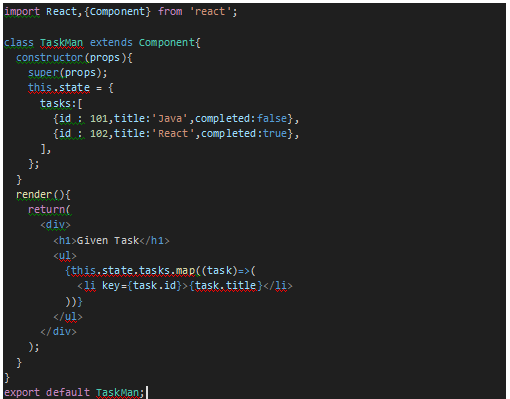 import React,{Component} from 'react';
class TaskMan extends Component{
constructor(props){
super(props);
this.state = {
tasks:[
{id : 101,title:'Java',completed:false},
{id : 102,title:'React',completed:true},
],
};
}
render(){
return(
<div>
<h1>Given Task</h1>
<ul>
{this.state.tasks.map((task)=>(
<li key={task.id}>{task.title}</li>
))}
</ul>
</div>
);
}
}
export default TaskMan;